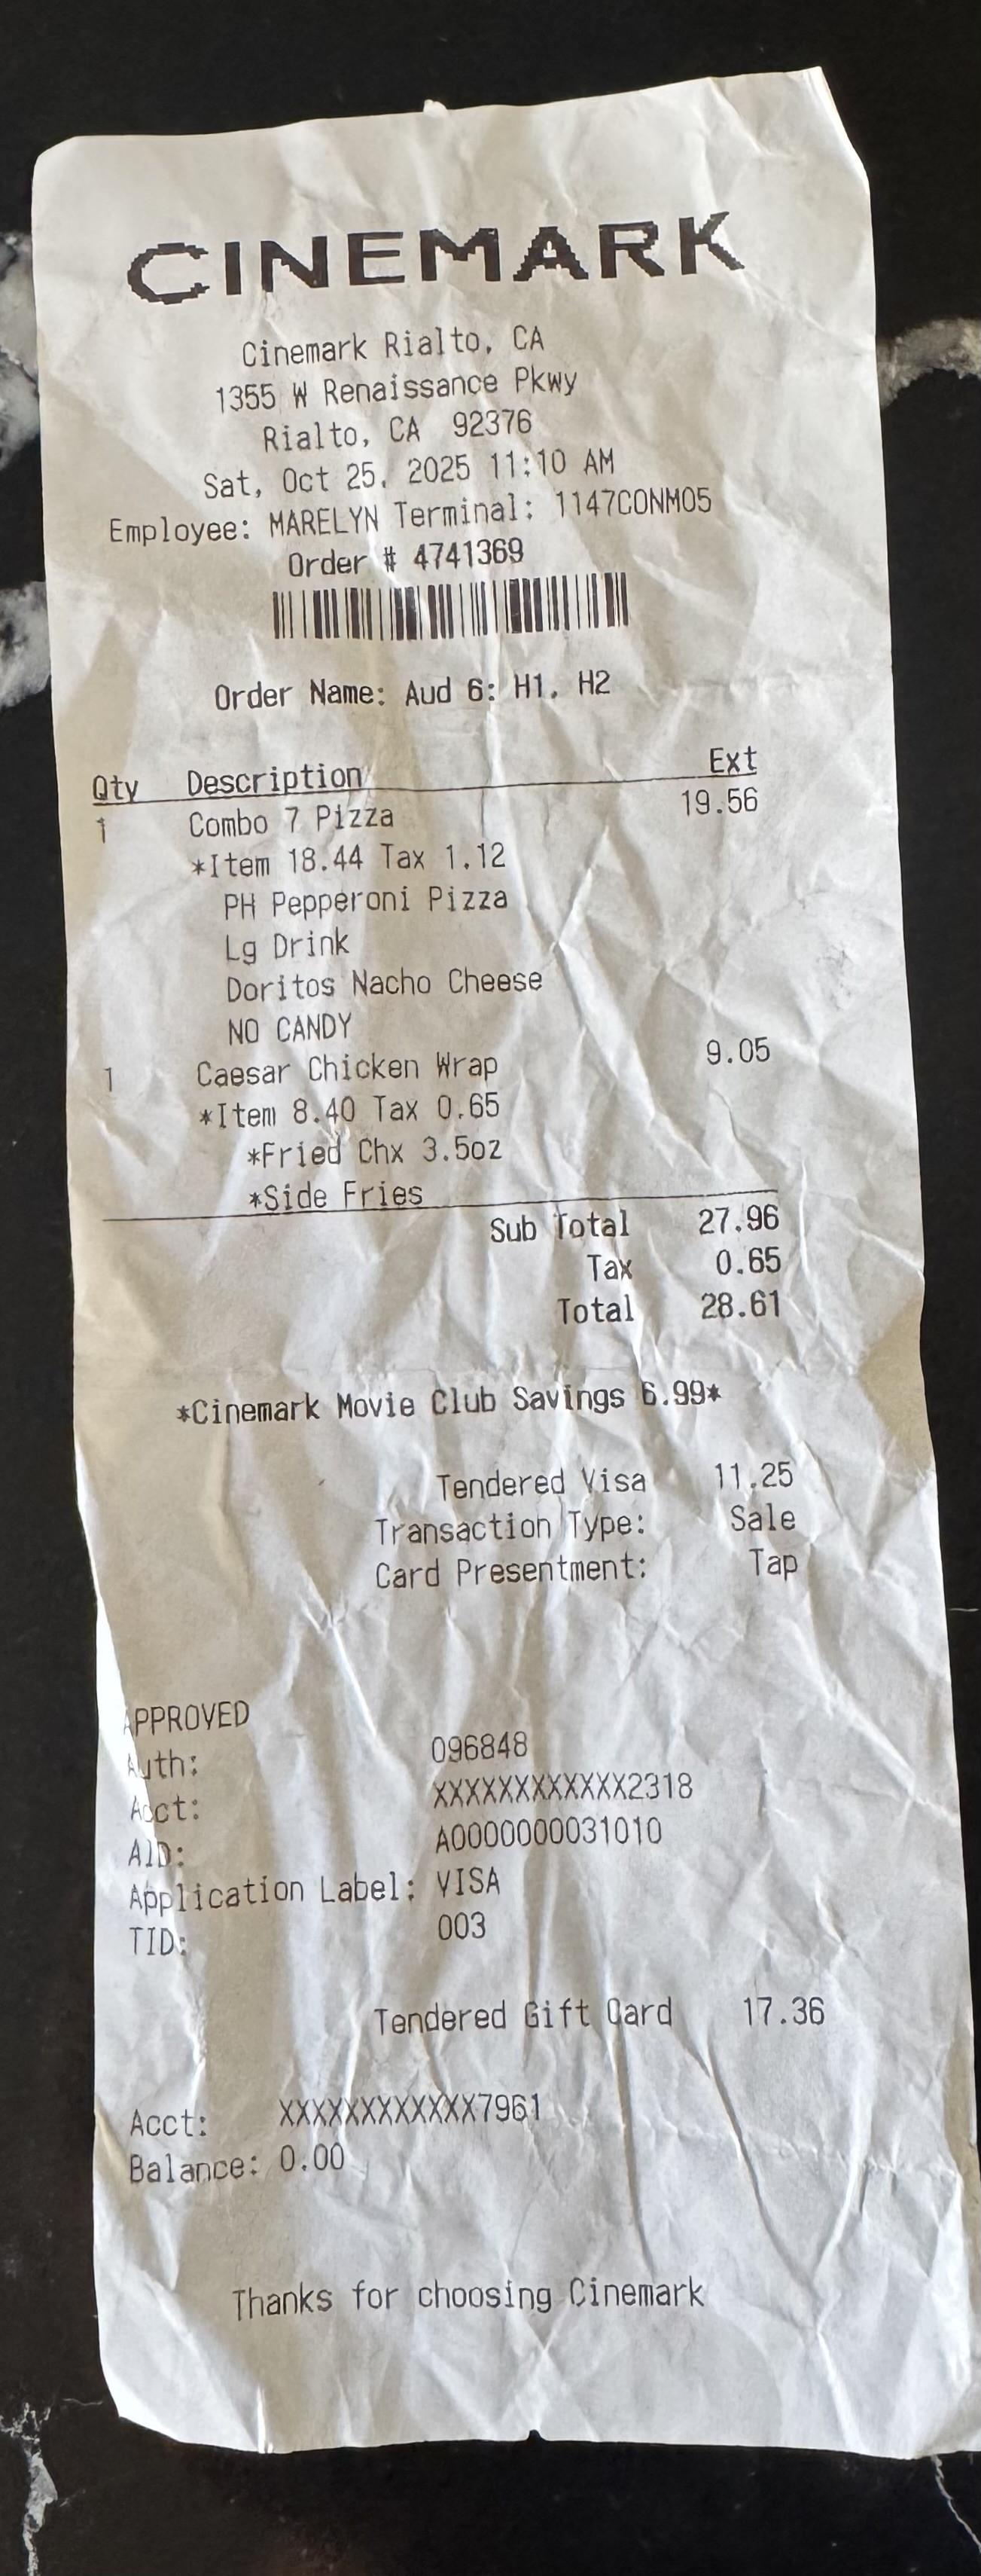 CINEMARK
Cinemark Rialto, CA
1355 W Renaissance Pkwy
Rialto, CA 92376
Sat, Oct 25, 2025 11:10 AM
Employee: MARELYN Terminal: 1147CONM05
Order # 4741369
Order Name: Aud 6: H1, H2
Qty Description Ext
1 Combo 7 Pizza 19.56
*Item 18.44 Tax 1.12
PH Pepperoni Pizza
Lg Drink
Doritos Nacho Cheese
NO CANDY
1 Caesar Chicken Wrap 9.05
*Item 8.40 Tax 0.65
*Fried Chx 3.5oz
*Side Fries
Sub Total 27.96
Tax 0.65
Total 28.61
*Cinemark Movie Club Savings 6.99*
Tendered Visa 11.25
Transaction Type: Sale
Card Presentment: Tap
APPROVED
Auth: 096848
Acct: XXXXXXXXXXXX2318
AID: A0000000031010
Application Label: VISA
TID: 003
Tendered Gift Card 17.36
Acct: XXXXXXXXXXXX7961
Balance: 0.00
Thanks for choosing Cinemark